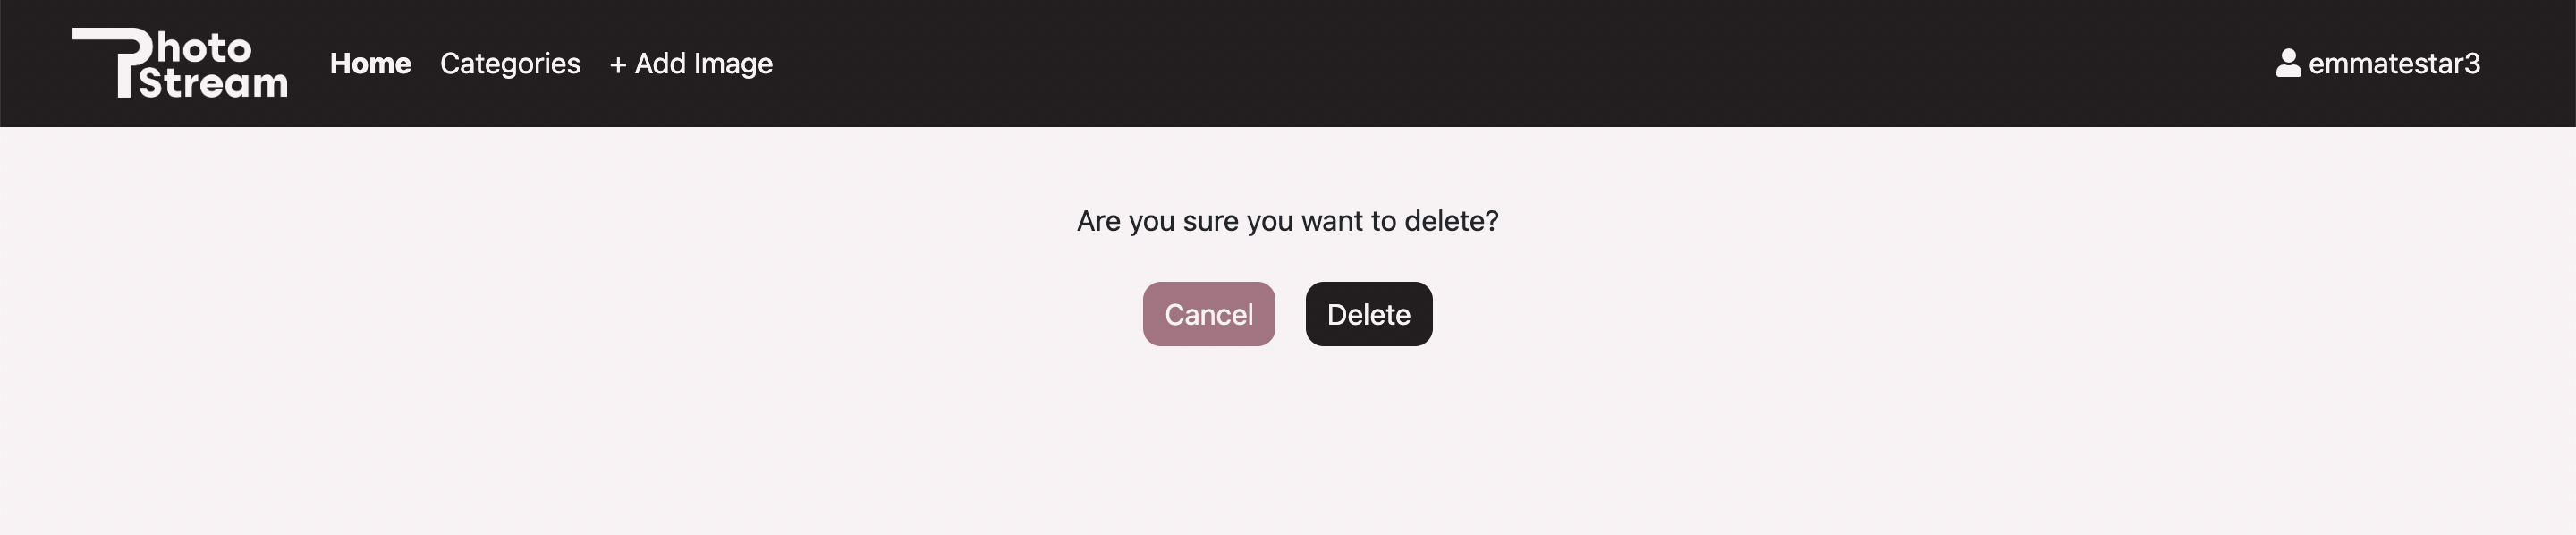 Photo
Stream
Home Categories + Add Image
emmatestar3
Are you sure you want to delete?
Cancel Delete